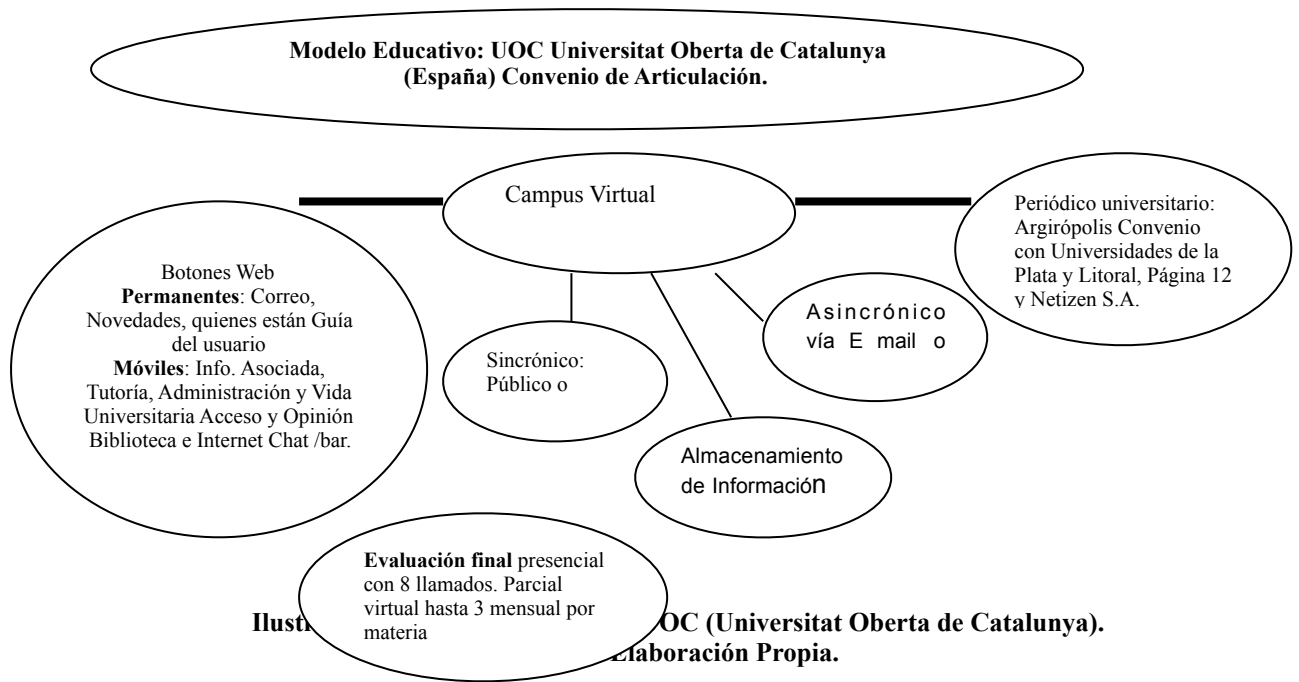 Modelo Educativo: UOC Universitat Oberta de Catalunya
(España) Convenio de Articulación.
Campus Virtual
Periódico universitario:
Argirópolis Convenio
con Universidades de la
Plata y Litoral, Página 12
y Netizen S.A.
Botones Web
Permanentes: Correo,
Novedades, quienes están Guía
del usuario
Móviles: Info. Asociada,
Tutoría, Administración y Vida
Universitaria Acceso y Opinión
Biblioteca e Internet Chat /bar.
Asincrónico
vía E mail o
Sincrónico:
Público o
Almacenamiento
de Información
Evaluación final presencial
con 8 llamados. Parcial
virtual hasta 3 mensual por
materia
OC (Universitat Oberta de Catalunya).
Elaboración Propia.